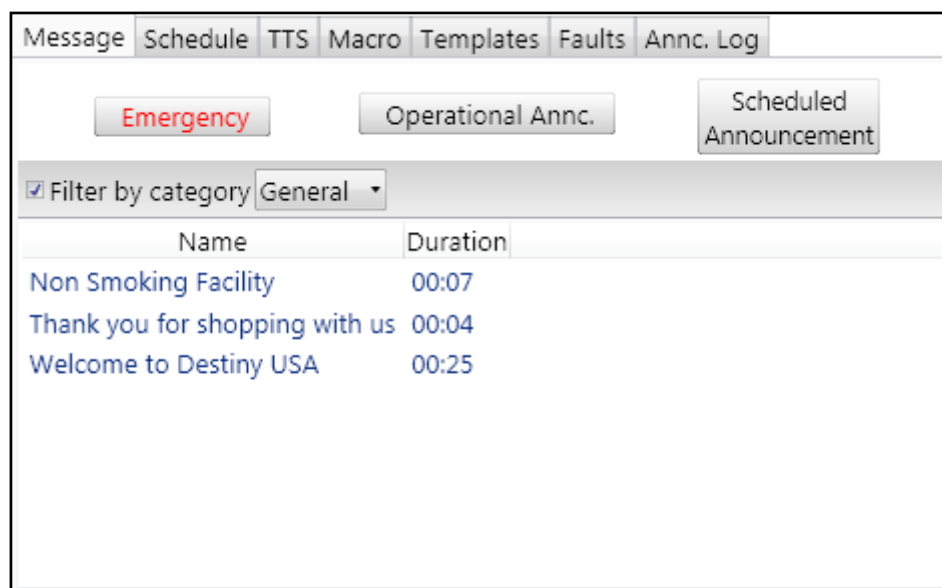 Message Schedule TTS Macro Templates Faults Annc. Log
Emergency
Operational Annc.
Scheduled
Announcement
Filter by category General
Name Duration
Non Smoking Facility 00:07
Thank you for shopping with us 00:04
Welcome to Destiny USA 00:25